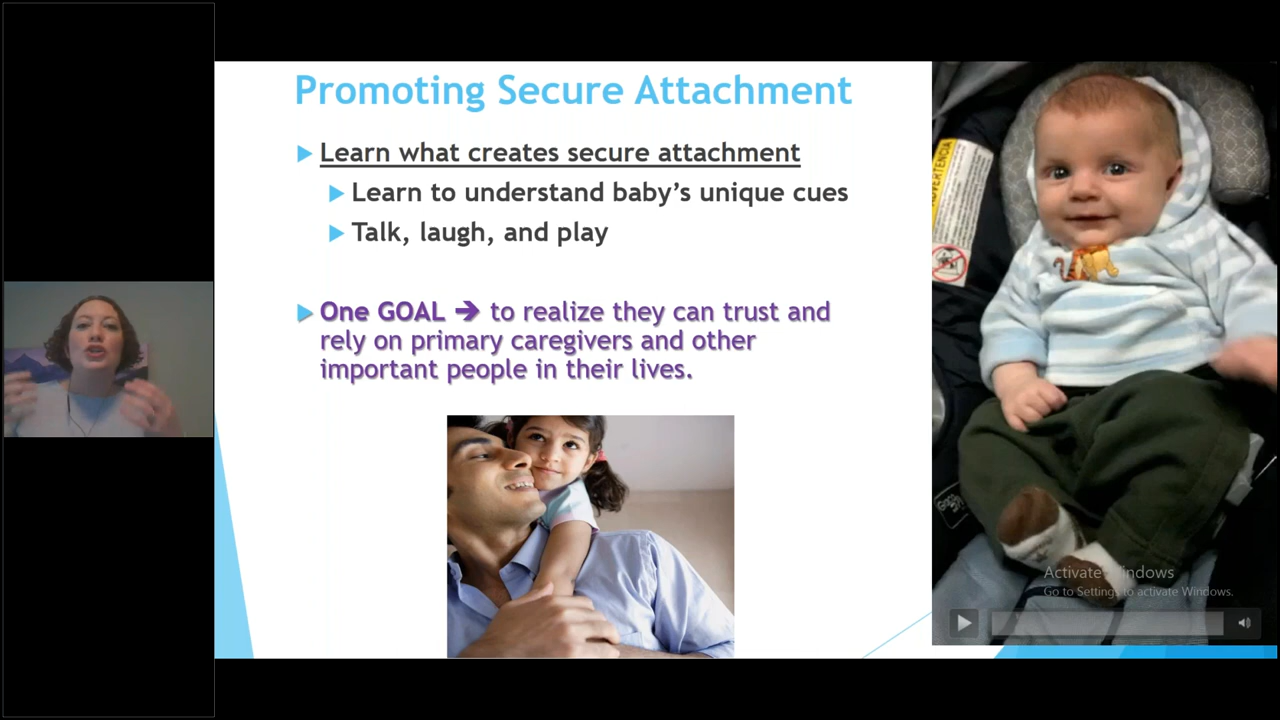 Promoting Secure Attachment
Learn what creates secure attachment
Learn to understand baby's unique cues
Talk, laugh, and play
One GOAL ➔ to realize they can trust and
rely on primary caregivers and other
important people in their lives.
ADVERTENCIA
Activate Windows
Go to Settings to activate Windows.